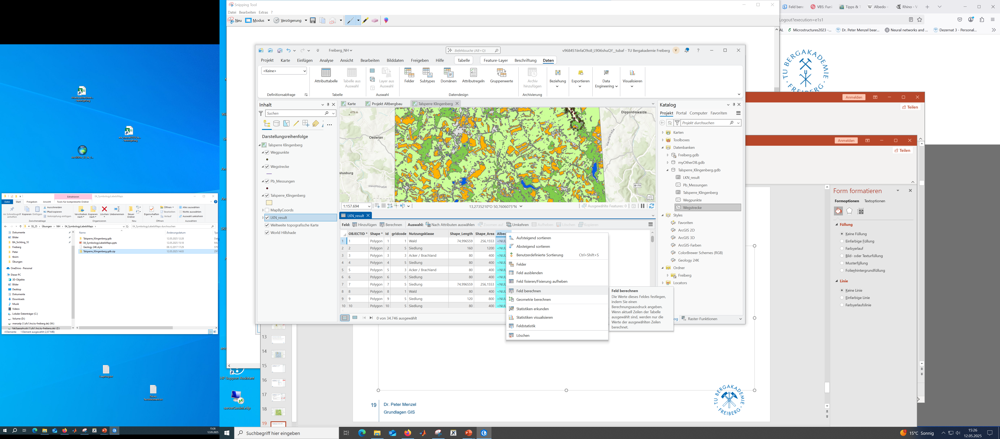 Snipping Tool
Datei Bearbeiten Extras ?
Neu Modus Verzögerung
Feld bere
VBS: Funk
Tipps & T
Albedo –
Rhino - V
Logout?execution=e1s1
Microstructures2023 -...
Dr. Peter Menzel bear...
Neural networks and ...
Dezernat 3 - Personal...
Arbeitszeitnachwei... - Verknüpfung
Verknüpfung
LeapFrog.txt
Neues Textdokument.txt
Extrahieren
04_SymbologyLabelsMaps
Datei Start Freigeben Ansicht Tools für komprimierte Ordner
An Schnellzugriff anheften
Kopieren Einfügen
Ausschneiden
Pfad kopieren
Verknüpfung einfügen
Verschieben nach
Kopieren nach
Löschen Umbenennen
Neuer Ordner
Eigenschaften
Öffnen
Bearbeiten
Verlauf
Alles auswählen
Nichts auswählen
Auswahl umkehren
Zwischenablage Organisieren Neu Öffnen Auswählen
SS_25 > Übungen > NH > 04_SymbologyLabelsMaps
04_SymbologyLabelsMaps durchsuchen
Name Änderungsdatum Typ
Talsperre_Klingenberg.gdb 12.05.2025 12:28
04_SymbologyLabelsMaps.pptx 12.05.2025 15:18
Geology 24K.style 08.12.2017 17:29
Talsperre_Klingenberg.gdb.zip 12.05.2025 14:03
Dokumente
Bilder
BA_Sichtung_10
Freiberg
Peter
tbsim
Übungen
OneDrive - Personal
Dieser PC
3D-Objekte
Bilder
Desktop
Dokumente
Downloads
Musik
Videos
Lokaler Datenträger (C:)
Volume (D:)
menzelp (\\zfs1.hrz.tu-freiberg.de) (W:)
fak3geophysik (\\zfs1.hrz.tu-freiberg.de) (Z:)
4 Elemente 1 Element ausgewählt (2,87 MB)
15:26
12.05.2025
Freiberg_NH
Befehlssuche (Alt+Q)
TU Bergakademie Freiberg
V
Projekt Karte Einfügen Analyse Ansicht Bearbeiten Bilddaten Freigeben Hilfe Tabelle Feature-Layer Beschriftung Daten
<Keine>
Attributtabelle
Tabelle aus Auswahl
Layer aus Auswahl
Felder Subtypes Domänen Attributregeln Gruppenwerte
Archiv hinzufügen
Beziehung Exportieren
Data Engineering
Visualisieren
Definitionsabfrage Tabelle Auswahl Datendesign Archivierung
Inhalt
Suchen
Darstellungsreihenfolge
Talsperre Klingenberg
Wegpunkte
Wegstrecke
Pb_Messungen
Talsperre_Klingenberg
MapByCoords
LKN_result
Weltweite topografische Karte
World Hillshade
Karte Projekt Altbergbau Talsperre Klingenberg
479 m
Oederan
stusburg
Hauptstraße
Dippoldiswalde
Hauptstraße
B170
1:157.694
13,2735210°O 50,7606075°N
Ausgewählte Features: 0
LKN_result
Feld: Hinzufügen Berechnen Auswahl: Nach Attributen auswählen Zoomen auf Umkehren Aufheben Löschen Kopieren
OBJECTID * Shape * Id gridcode Nutzungsklasse Shape_Length Shape_Area Albed
1 1 Polygon 1 1 Wald 74,996559 256,1553 <NUL
2 2 Polygon 2 5 Siedlung 160 1200 <NUL
3 3 Polygon 3 3 Acker / Brachland 80 400 <NUL
4 4 Polygon 4 5 Siedlung 80 400 <NUL
5 5 Polygon 5 3 Acker / Brachland 80 400 <NUL
6 6 Polygon 6 5 Siedlung 80 400 <NUL
7 7 Polygon 7 5 Siedlung 74,996559 256,1553 <NUL
8 8 Polygon 8 1 Wald 80 400 <NUL
9 9 Polygon 9 5 Siedlung 120 800 <NUL
10 10 Polygon 10 5 Siedlung 80 400 <NUL
0 von 34.746 ausgewählt
Aufsteigend sortieren
Absteigend sortieren
Benutzerdefinierte Sortierung Ctrl+Shift+S
Felder
Feld ausblenden
Feld fixieren/Fixierung aufheben
Feld berechnen
Geometrie berechnen
Statistiken erkunden
Statistiken visualisieren
Feldstatistik
Löschen
Feld berechnen
Die Werte dieses Feldes festlegen,
indem Sie einen
Berechnungsausdruck angeben.
Wenn aktuell Zeilen der Tabelle
ausgewählt sind, werden nur die
Werte der ausgewählten Zeilen
berechnet.
Katalog
Projekt Portal Computer Favoriten
Projekt durchsuchen
Karten
Toolboxes
Datenbanken
Freiberg.gdb
myOtherDB.gdb
Talsperre_Klingenberg.gdb
LKN_result
Pb_Messungen
Talsperre_Klingenberg
Wegpunkte
Wegstrecke
Styles
Favoriten
ArcGIS 2D
ArcGIS 3D
ArcGIS-Farben
ColorBrewer Schemes (RGB)
Geology 24K
Ordner
Freiberg
Locators
Raster-Funktionen
TU BERGAKADEMIE FREIBERG
Anmelden
Teilen
Anmelden
Teilen
Form formatieren
Formoptionen Textoptionen
Füllung
Keine Füllung
Einfarbige Füllung
Farbverlauf
Bild- oder Texturfüllung
Musterfüllung
Folienhintergrundfüllung
Linie
Keine Linie
Einfarbige Linie
Farbverlaufslinie
13
14
15
16
17
18
19
19 Dr. Peter Menzel
Grundlagen GIS
TU BERGAKADEMIE FREIBERG
HP Support Assistant
serverGeoinf.rdp
Suchbegriff hier eingeben
15°C Sonnig
15:26
12.05.2025